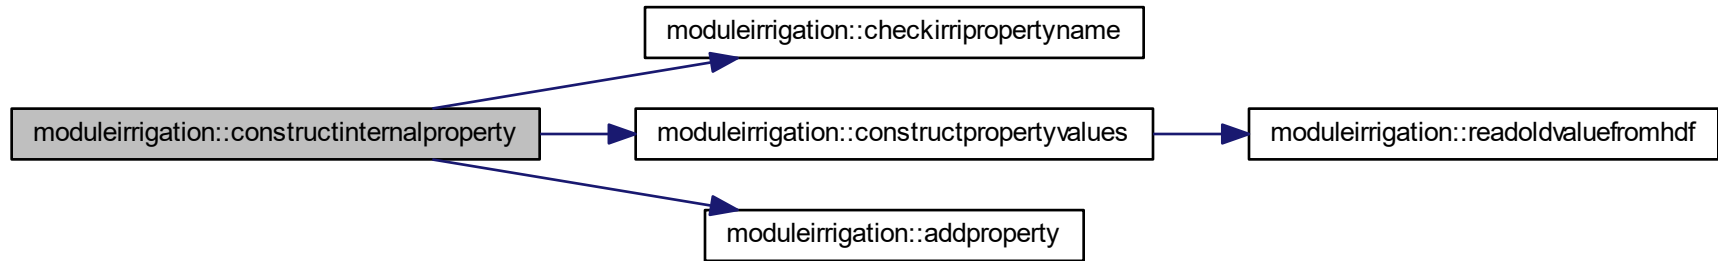 moduleirrigation::checkirripropertyname
moduleirrigation::constructinternalproperty
moduleirrigation::constructpropertyvalues
moduleirrigation::readoldvaluefromhdf
moduleirrigation::addproperty